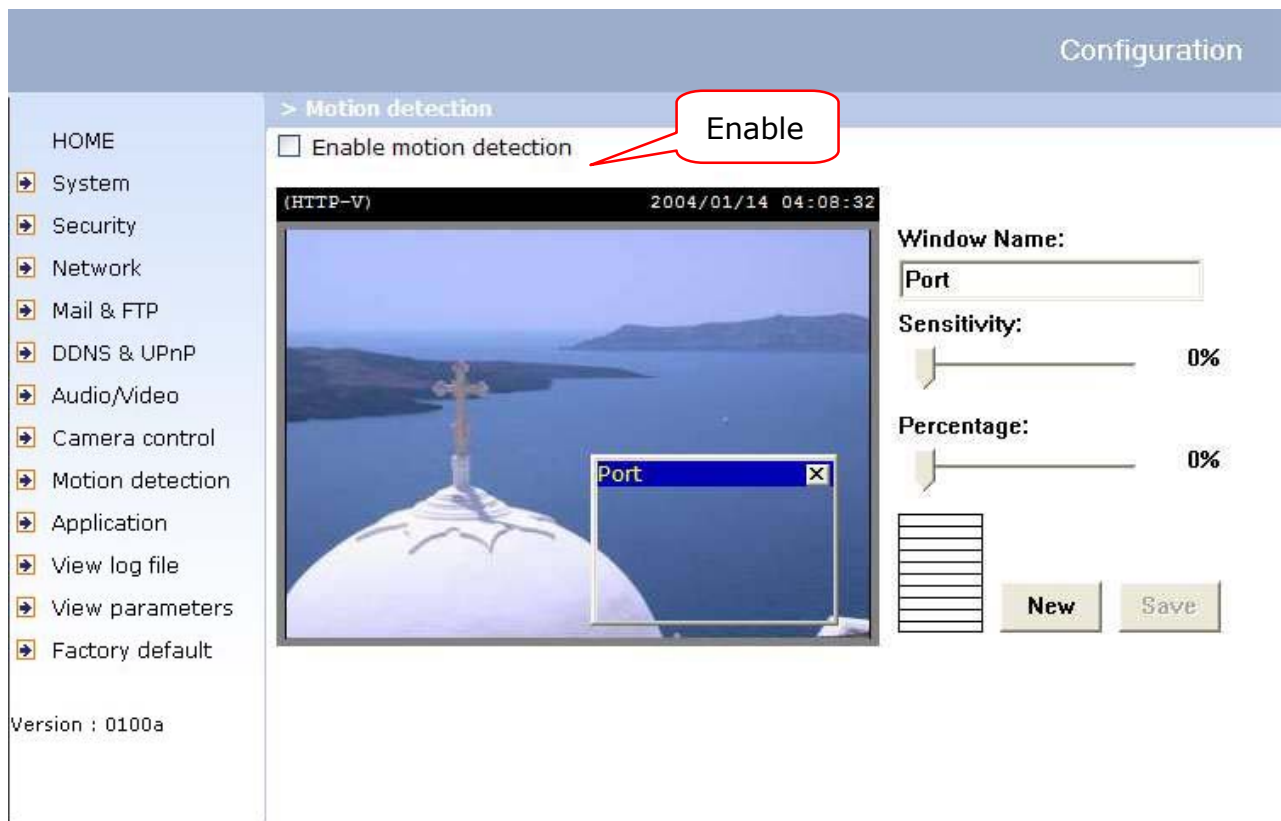 Configuration
> Motion detection
Enable
Enable motion detection
HOME
System
Security
Network
Mail & FTP
DDNS & UPnP
Audio/Video
Camera control
Motion detection
Application
View log file
View parameters
Factory default
Version : 0100a
(HTTP-V) 2004/01/14 04:08:32
Port
Window Name:
Port
Sensitivity:
0%
Percentage:
0%
New
Save